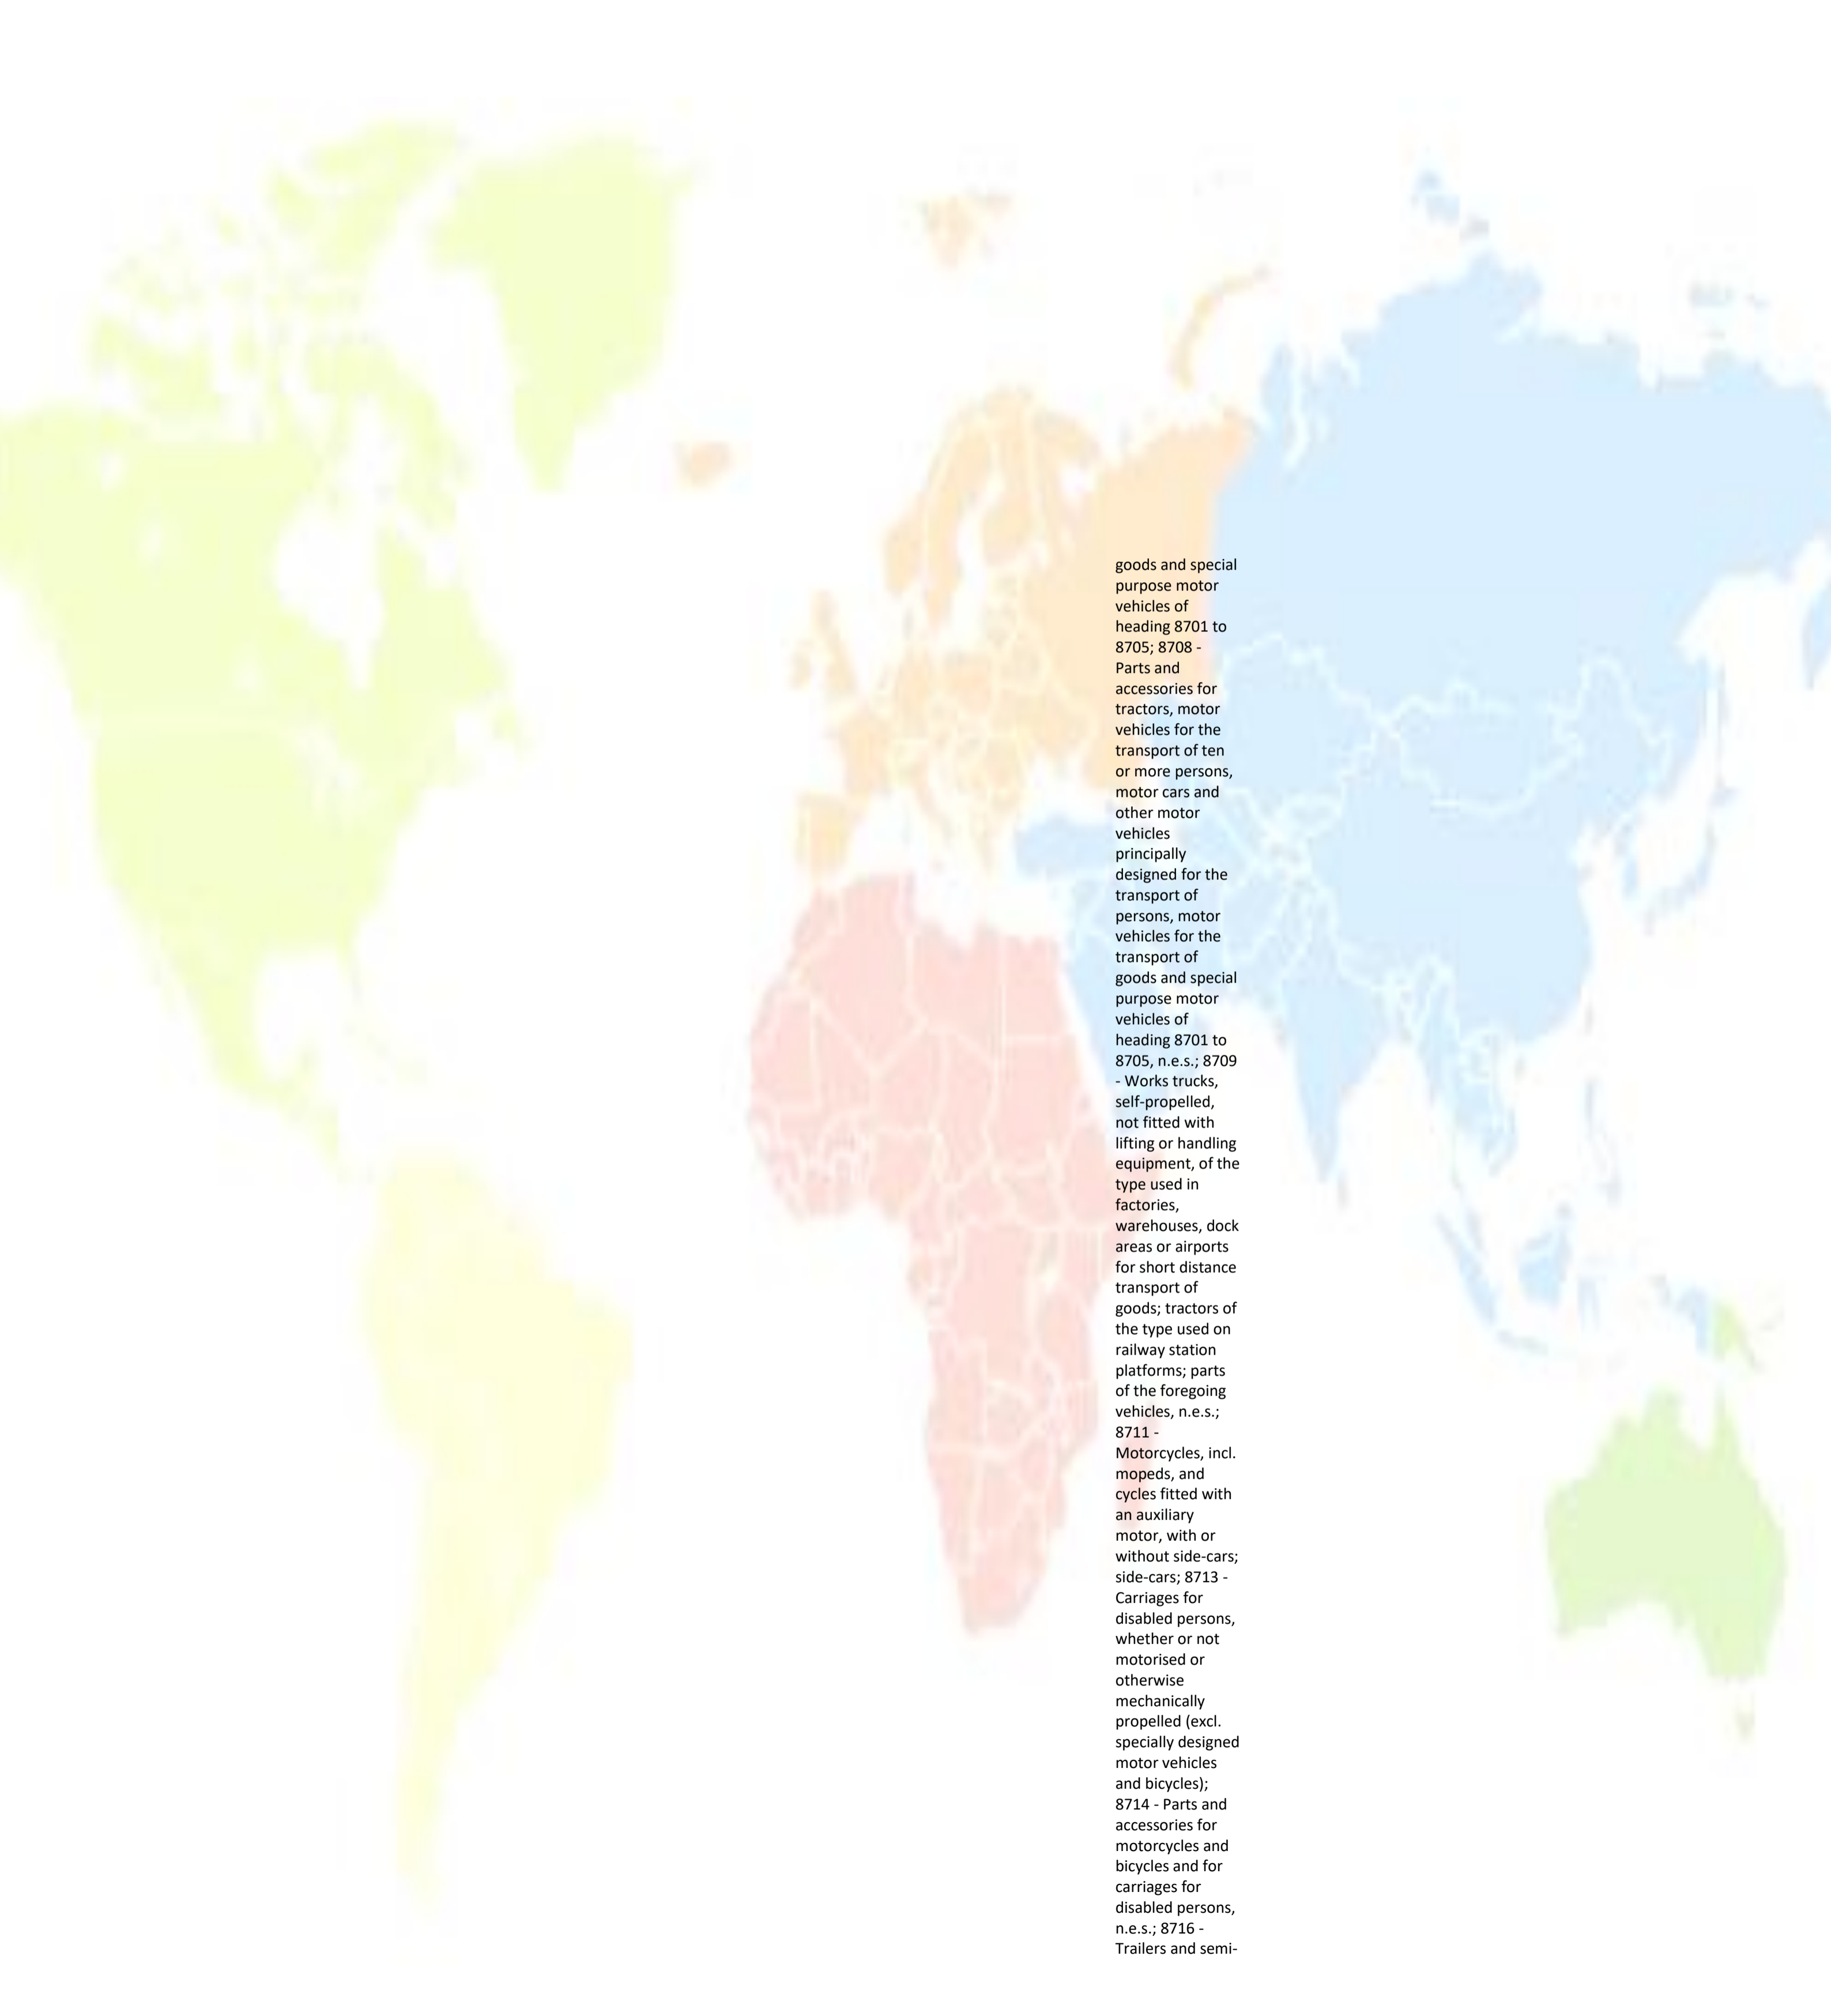 goods and special
purpose motor
vehicles of
heading 8701 to
8705; 8708 -
Parts and
accessories for
tractors, motor
vehicles for the
transport of ten
or more persons,
motor cars and
other motor
vehicles
principally
designed for the
transport of
persons, motor
vehicles for the
transport of
goods and special
purpose motor
vehicles of
heading 8701 to
8705, n.e.s.; 8709
- Works trucks,
self-propelled,
not fitted with
lifting or handling
equipment, of the
type used in
factories,
warehouses, dock
areas or airports
for short distance
transport of
goods; tractors of
the type used on
railway station
platforms; parts
of the foregoing
vehicles, n.e.s.;
8711 -
Motorcycles, incl.
mopeds, and
cycles fitted with
an auxiliary
motor, with or
without side-cars;
side-cars; 8713 -
Carriages for
disabled persons,
whether or not
motorised or
otherwise
mechanically
propelled (excl.
specially designed
motor vehicles
and bicycles);
8714 - Parts and
accessories for
motorcycles and
bicycles and for
carriages for
disabled persons,
n.e.s.; 8716 -
Trailers and semi-